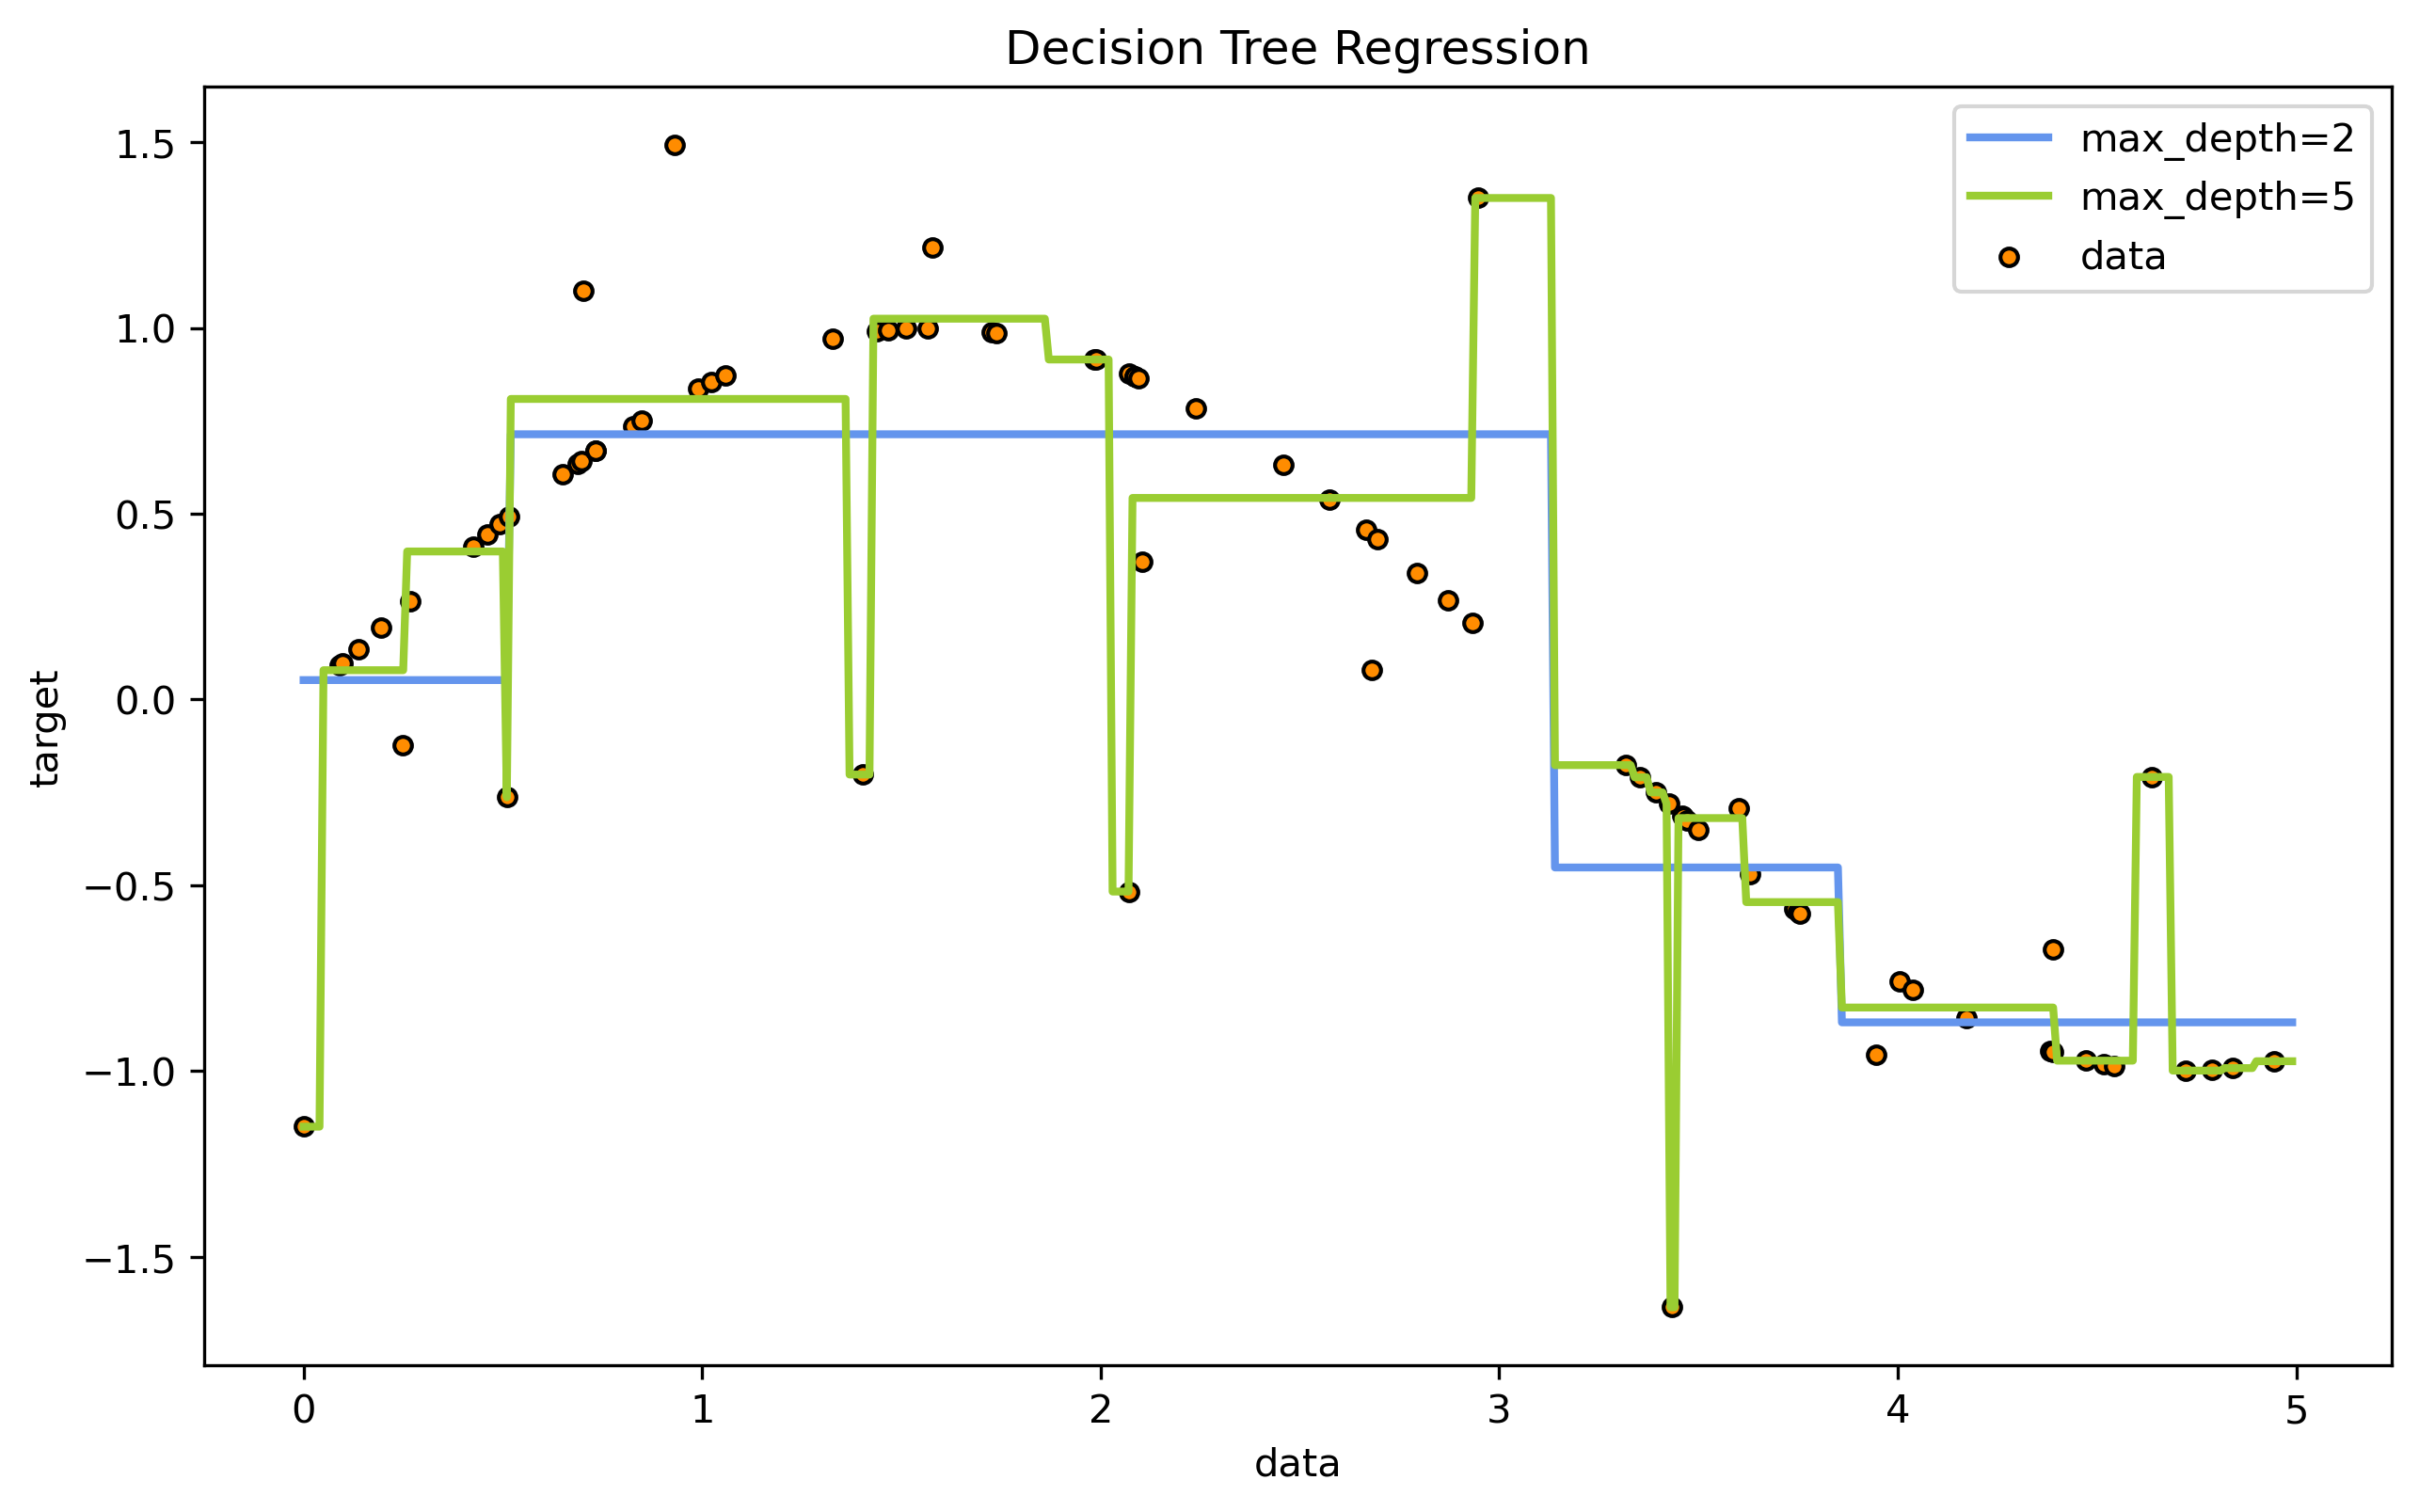 Decision Tree Regression
max_depth=2
max_depth=5
data
target
1.5
1.0
0.5
0.0
−0.5
−1.0
−1.5
0 1 2 3 4 5
data